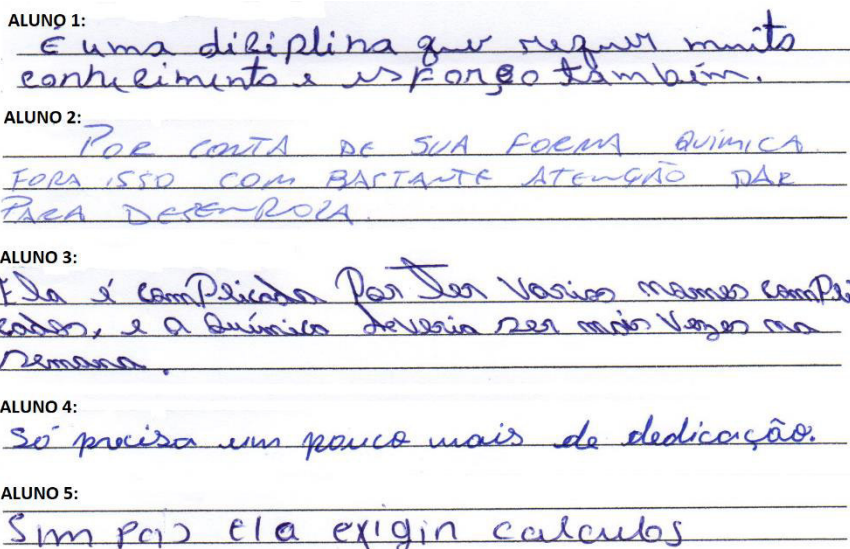 ALUNO 1:
É uma diciplina que requer muito
conhecimento e esforço também.
ALUNO 2:
POR CONTA DE SUA FORMA QUÍMICA
FORA ISSO COM BASTANTE ATENÇÃO DAR
PARA DESENROLA.
ALUNO 3:
Ela é complicada por ter varios nomes compli
cados, e a Química deveria ser mais vezes na
semana.
ALUNO 4:
Só precisa um pouco mais de dedicação.
ALUNO 5:
Sim pois ela exigin calculos